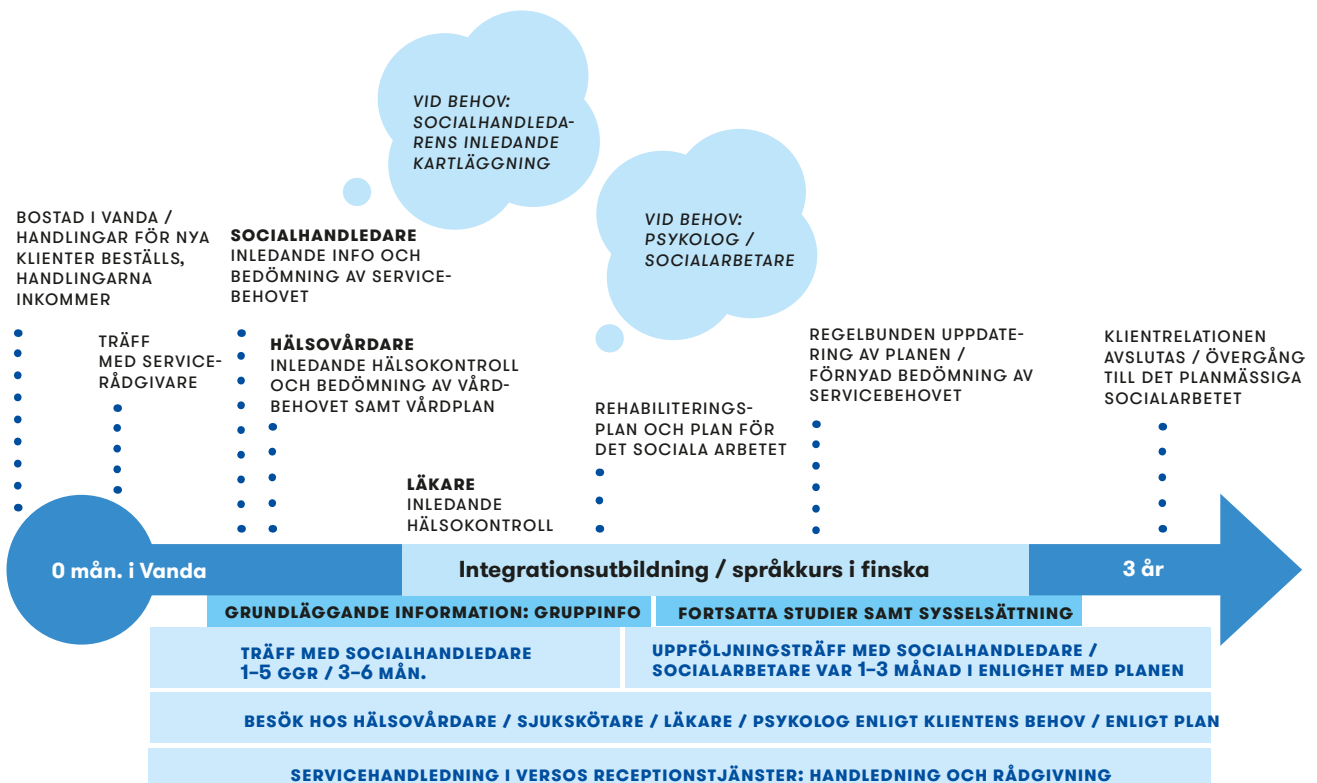 VID BEHOV:
SOCIALHANDLEDA-
RENS INLEDANDE
KARTLÄGGNING
VID BEHOV:
PSYKOLOG /
SOCIALARBETARE
BOSTAD I VANDA /
HANDLINGAR FÖR NYA
KLIENTER BESTÄLLS,
HANDLINGARNA
INKOMMER
TRÄFF
MED SERVICE-
RÅDGIVARE
SOCIALHANDLEDARE
INLEDANDE INFO OCH
BEDÖMNING AV SERVICE-
BEHOVET
HÄLSOVÅRDARE
INLEDANDE HÄLSOKONTROLL
OCH BEDÖMNING AV VÅRD-
BEHOVET SAMT VÅRDPLAN
LÄKARE
INLEDANDE
HÄLSOKONTROLL
REHABILITERINGS-
PLAN OCH PLAN FÖR
DET SOCIALA ARBETET
REGELBUNDEN UPPDATE-
RING AV PLANEN /
FÖRNYAD BEDÖMNING AV
SERVICEBEHOVET
KLIENTRELATIONEN
AVSLUTAS / ÖVERGÅNG
TILL DET PLANMÄSSIGA
SOCIALARBETET
0 mån. i Vanda
Integrationsutbildning / språkkurs i finska
3 år
GRUNDLÄGGANDE INFORMATION: GRUPPINFO
FORTSATTA STUDIER SAMT SYSSELSÄTTNING
TRÄFF MED SOCIALHANDLEDARE
1–5 GGR / 3–6 MÅN.
UPPFÖLJNINGSTRÄFF MED SOCIALHANDLEDARE /
SOCIALARBETARE VAR 1–3 MÅNAD I ENLIGHET MED PLANEN
BESÖK HOS HÄLSOVÅRDARE / SJUKSKÖTARE / LÄKARE / PSYKOLOG ENLIGT KLIENTENS BEHOV / ENLIGT PLAN
SERVICEHANDLEDNING I VERSOS RECEPTIONSTJÄNSTER: HANDLEDNING OCH RÅDGIVNING